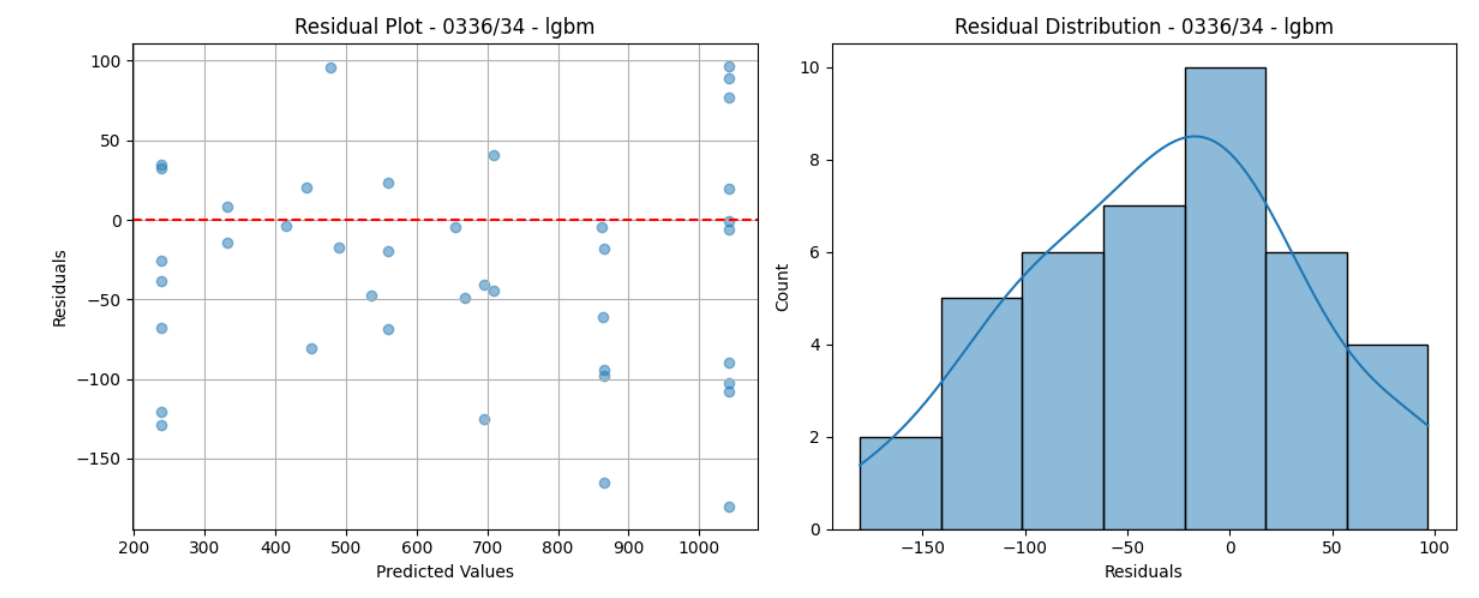 Residual Plot - 0336/34 - lgbm
100
50
0
−50
−100
−150
Residuals
200 300 400 500 600 700 800 900 1000
Predicted Values
Residual Distribution - 0336/34 - lgbm
10
8
6
4
2
0
Count
−150 −100 −50 0 50 100
Residuals